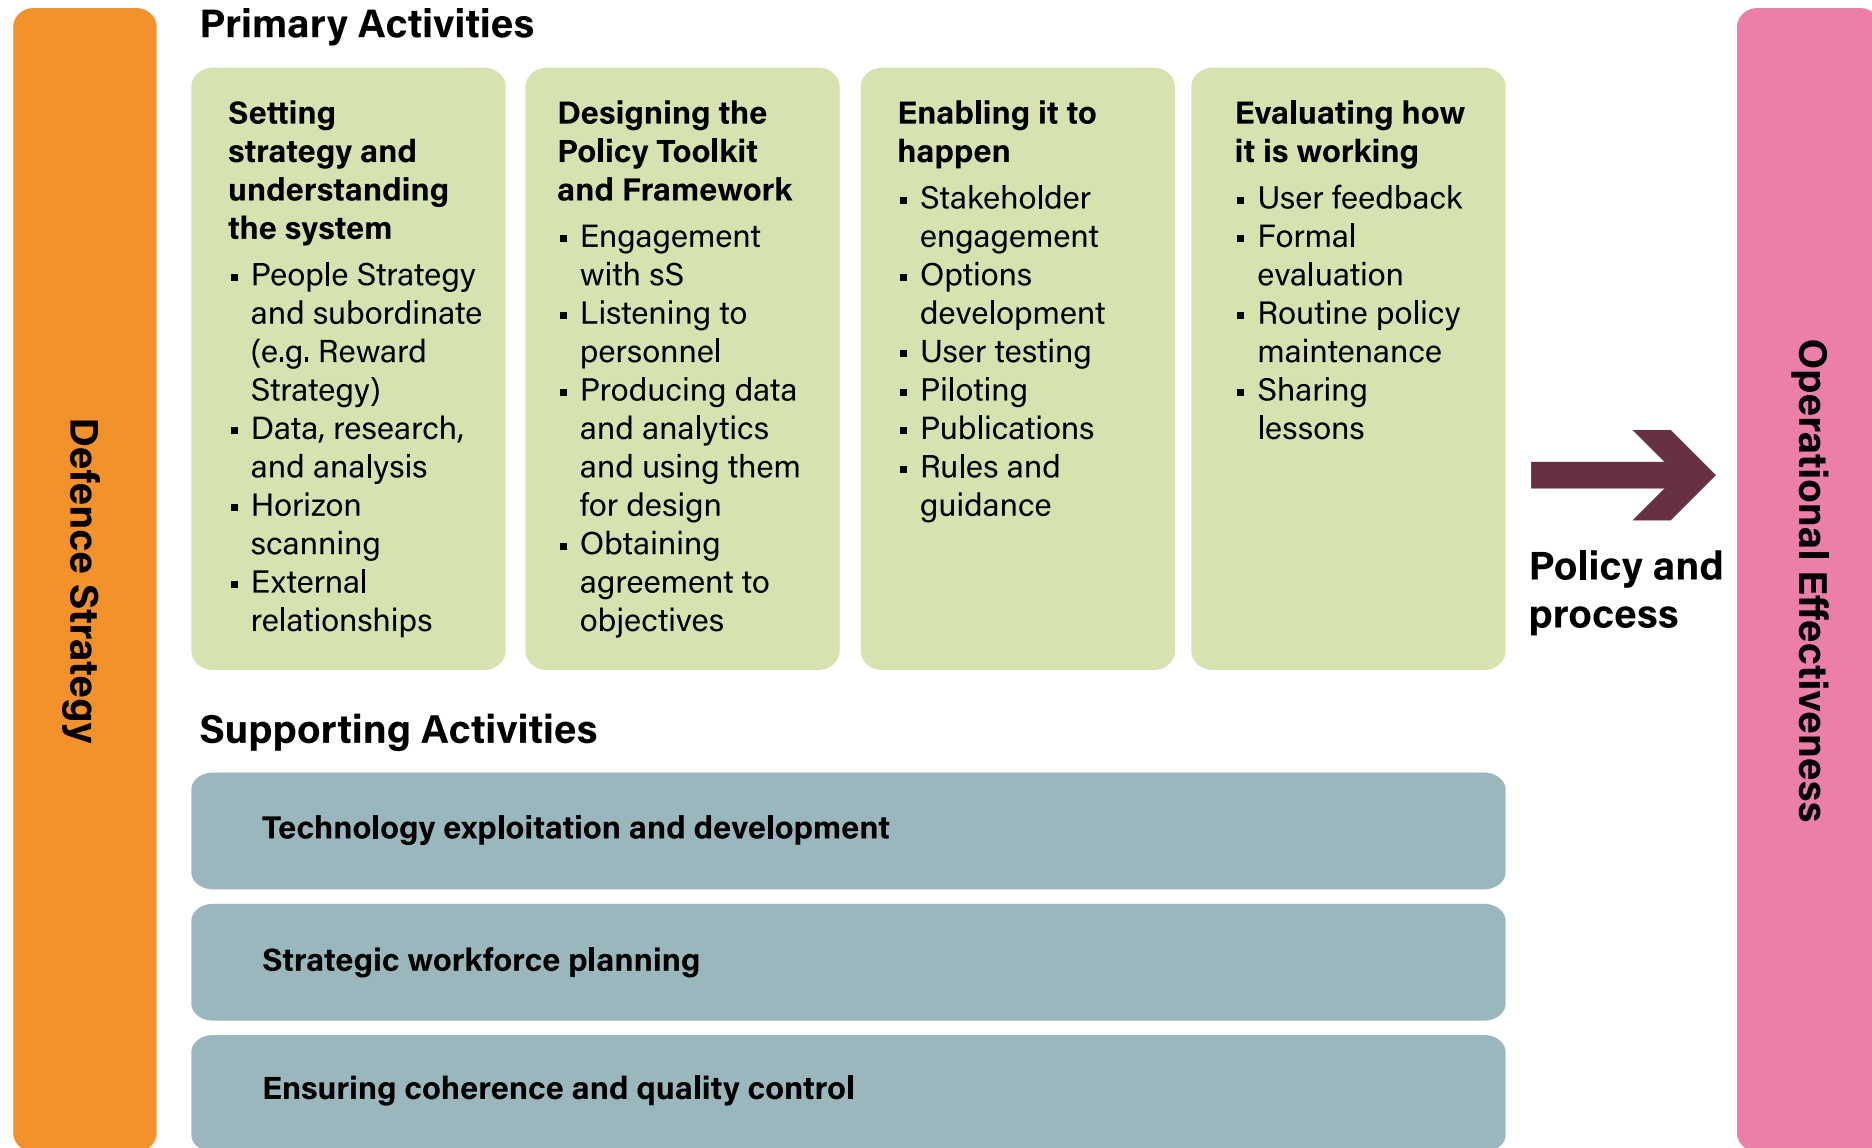 Defence Strategy
Primary Activities
Setting
strategy and
understanding
the system
▪ People Strategy
and subordinate
(e.g. Reward
Strategy)
▪ Data, research,
and analysis
▪ Horizon
scanning
▪ External
relationships
Designing the
Policy Toolkit
and Framework
▪ Engagement
with sS
▪ Listening to
personnel
▪ Producing data
and analytics
and using them
for design
▪ Obtaining
agreement to
objectives
Enabling it to
happen
▪ Stakeholder
engagement
▪ Options
development
▪ User testing
▪ Piloting
▪ Publications
▪ Rules and
guidance
Evaluating how
it is working
▪ User feedback
▪ Formal
evaluation
▪ Routine policy
maintenance
▪ Sharing
lessons
Policy and
process
Operational Effectiveness
Supporting Activities
Technology exploitation and development
Strategic workforce planning
Ensuring coherence and quality control